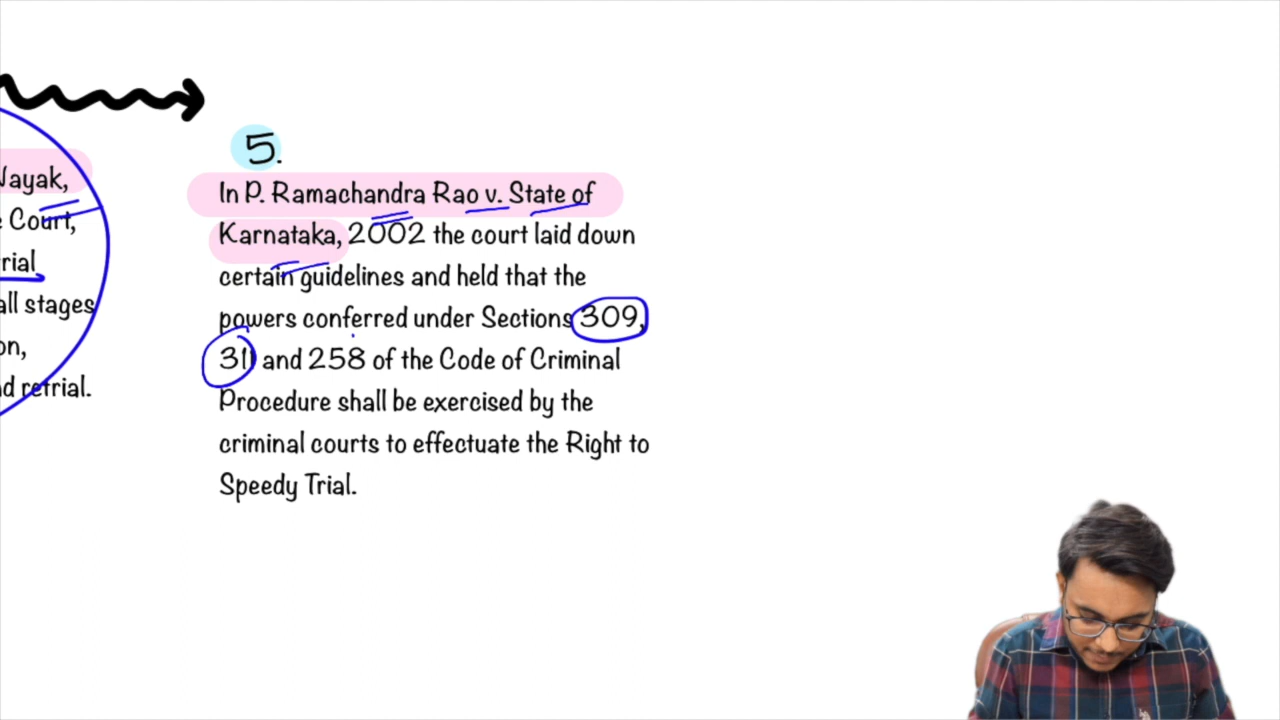 Nayak,
Court,
rial
all stages
on,
d retrial.
5.
In P. Ramachandra Rao v. State of
Karnataka, 2002 the court laid down
certain guidelines and held that the
powers conferred under Sections 309,
311 and 258 of the Code of Criminal
Procedure shall be exercised by the
criminal courts to effectuate the Right to
Speedy Trial.